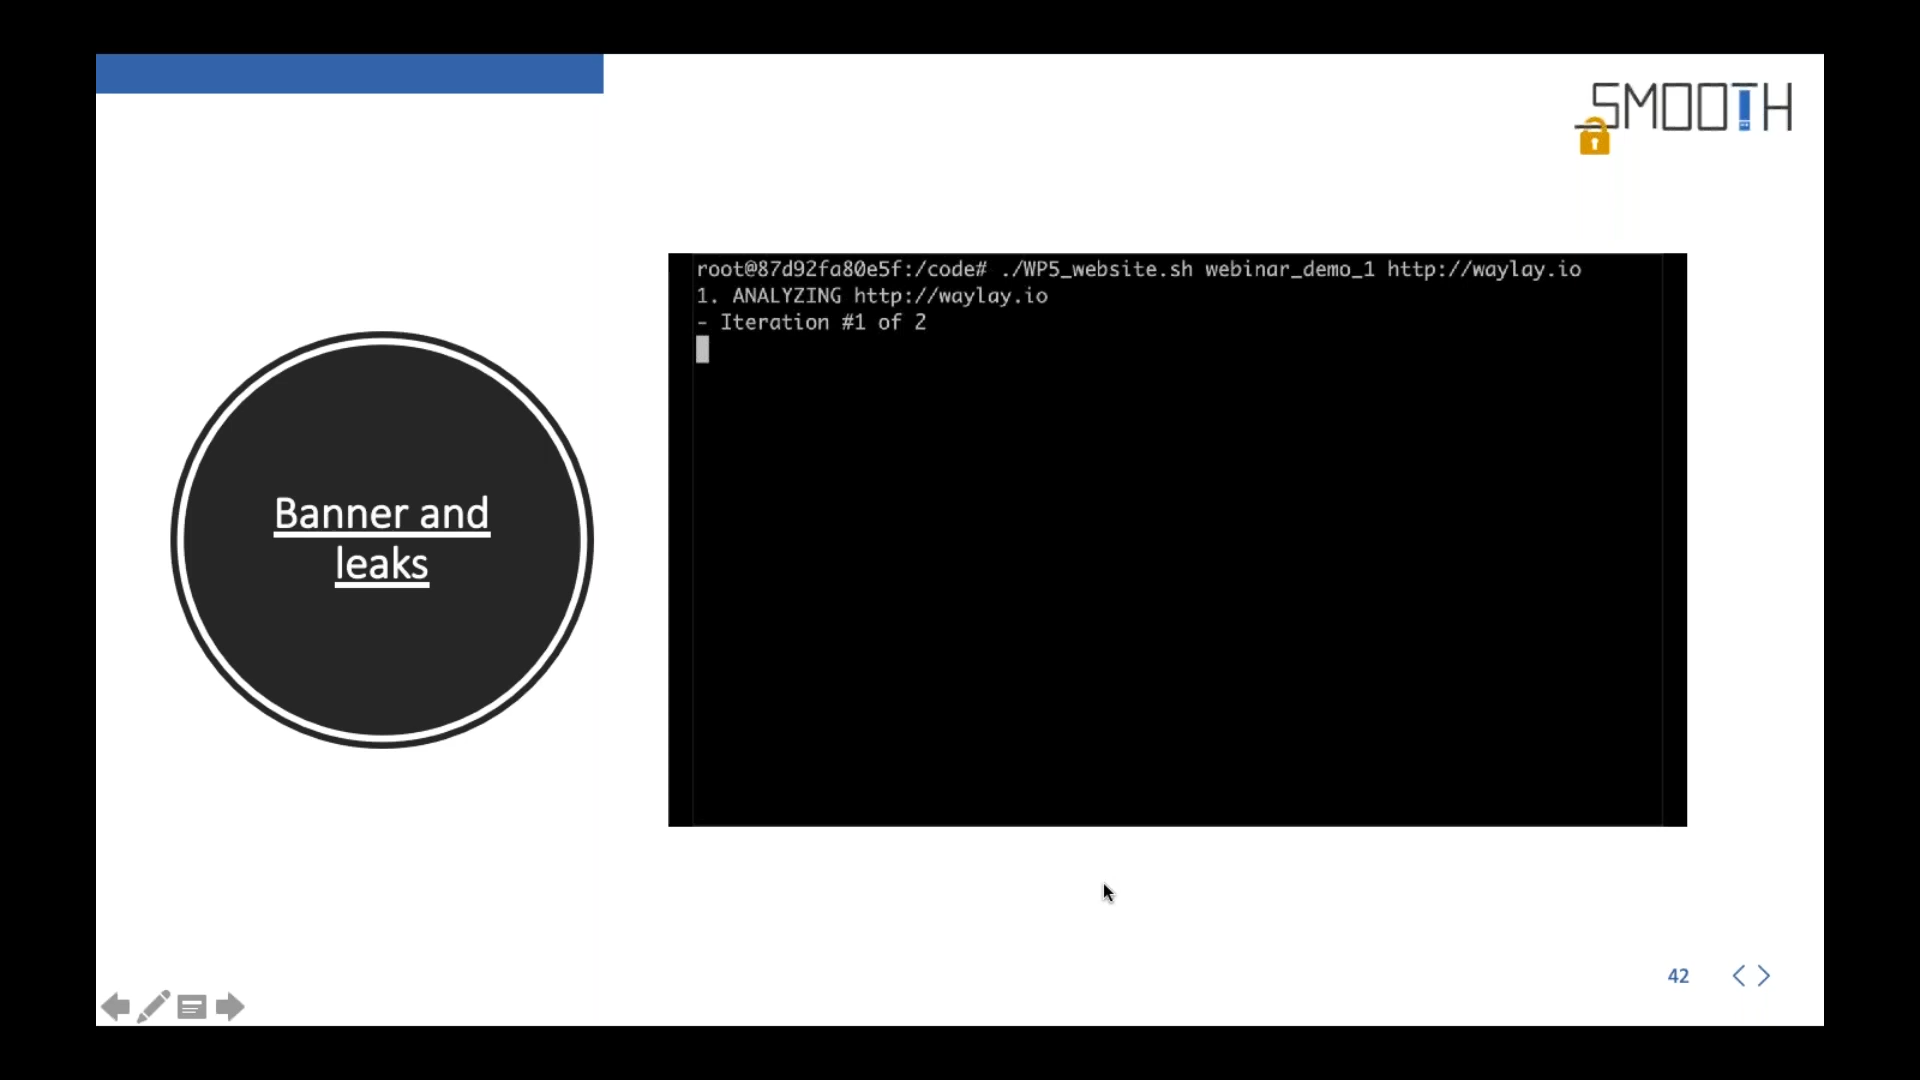 SMOOTH
root@87d92fa80e5f:/code# ./WP5_website.sh webinar_demo_1 http://waylay.io
1. ANALYZING http://waylay.io
- Iteration #1 of 2
Banner and
leaks
42